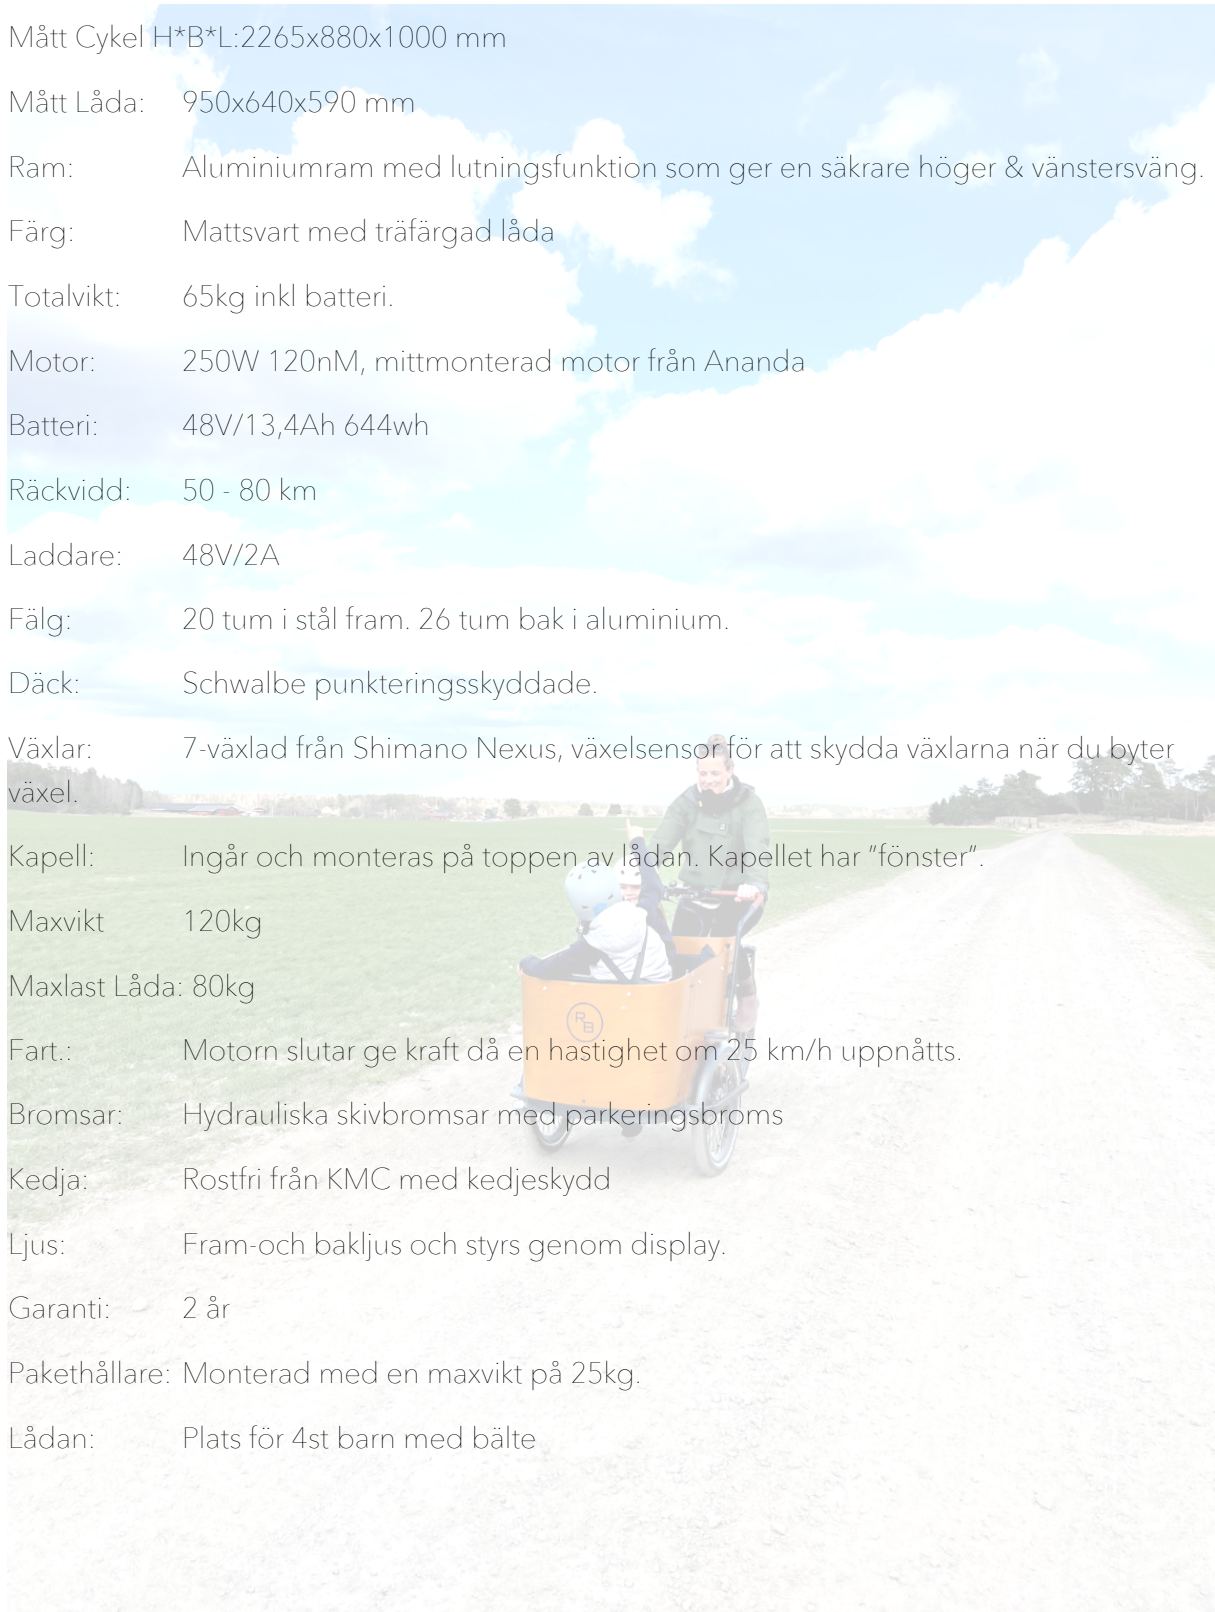 Mått Cykel H*B*L:2265x880x1000 mm
Mått Låda: 950x640x590 mm
Ram: Aluminiumram med lutningsfunktion som ger en säkrare höger & vänstersväng.
Färg: Mattsvart med träfärgad låda
Totalvikt: 65kg inkl batteri.
Motor: 250W 120nM, mittmonterad motor från Ananda
Batteri: 48V/13,4Ah 644wh
Räckvidd: 50 - 80 km
Laddare: 48V/2A
Fälg: 20 tum i stål fram. 26 tum bak i aluminium.
Däck: Schwalbe punkteringsskyddade.
Växlar: 7-växlad från Shimano Nexus, växelsensor för att skydda växlarna när du byter
växel.
Kapell: Ingår och monteras på toppen av lådan. Kapellet har ”fönster”.
Maxvikt 120kg
Maxlast Låda: 80kg
RB
Fart.: Motorn slutar ge kraft då en hastighet om 25 km/h uppnåtts.
Bromsar: Hydrauliska skivbromsar med parkeringsbroms
Kedja: Rostfri från KMC med kedjeskydd
Ljus: Fram-och bakljus och styrs genom display.
Garanti: 2 år
Pakethållare: Monterad med en maxvikt på 25kg.
Lådan: Plats för 4st barn med bälte